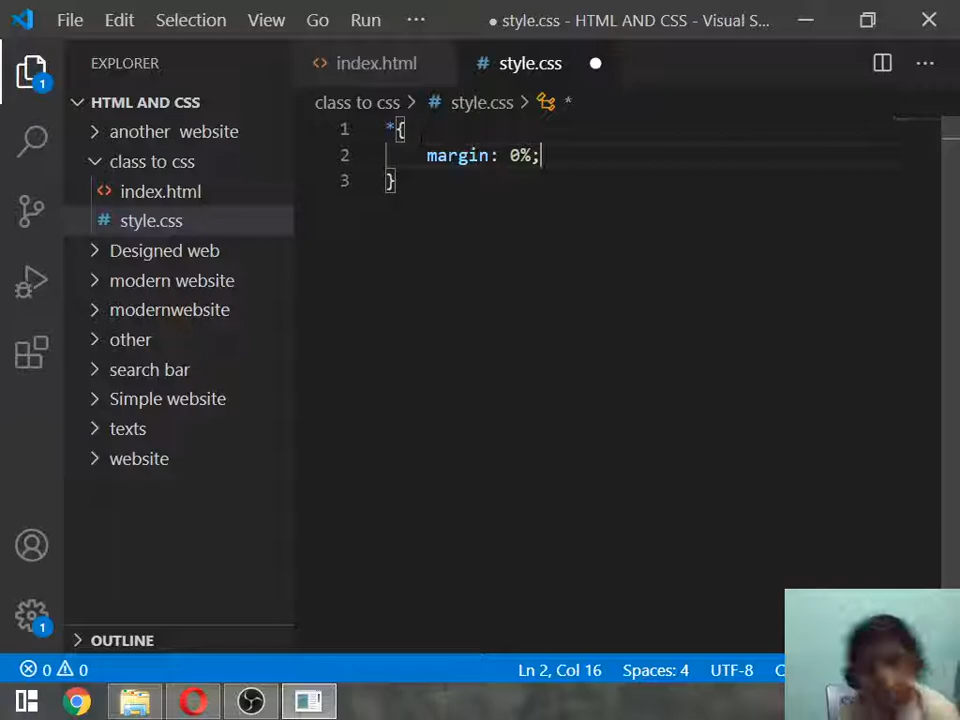 File Edit Selection View Go Run ··· ● style.css - HTML AND CSS - Visual S...
EXPLORER
index.html
# style.css ●
HTML AND CSS
another website
class to css
index.html
# style.css
Designed web
modern website
modernwebsite
other
search bar
Simple website
texts
website
OUTLINE
class to css > # style.css > *
1 *{
2 margin: 0%;
3 }
1
1
0 0
Ln 2, Col 16 Spaces: 4 UTF-8